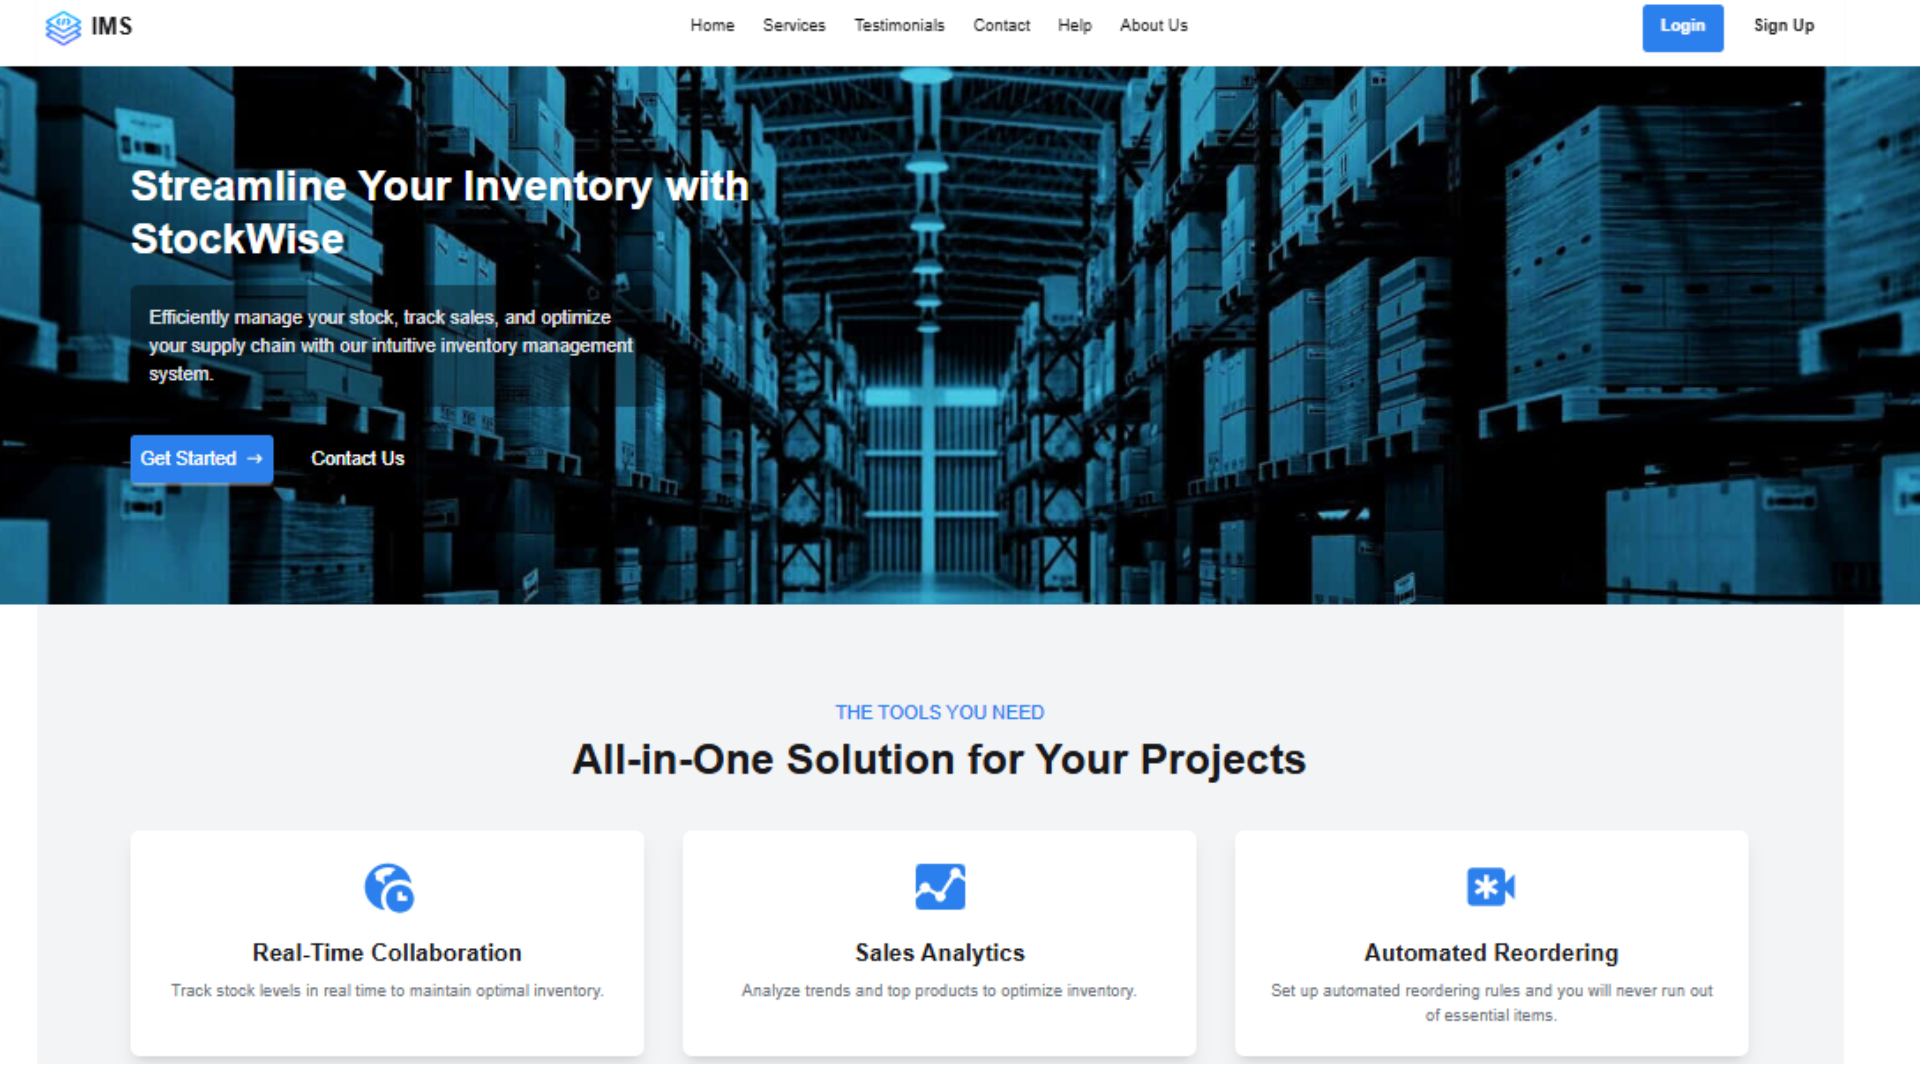 IMS
Home Services Testimonials Contact Help About Us
Login Sign Up
Streamline Your Inventory with
StockWise
Efficiently manage your stock, track sales, and optimize
your supply chain with our intuitive inventory management
system.
Get Started → Contact Us
THE TOOLS YOU NEED
All-in-One Solution for Your Projects
Real-Time Collaboration
Track stock levels in real time to maintain optimal inventory.
Sales Analytics
Analyze trends and top products to optimize inventory.
Automated Reordering
Set up automated reordering rules and you will never run out
of essential items.